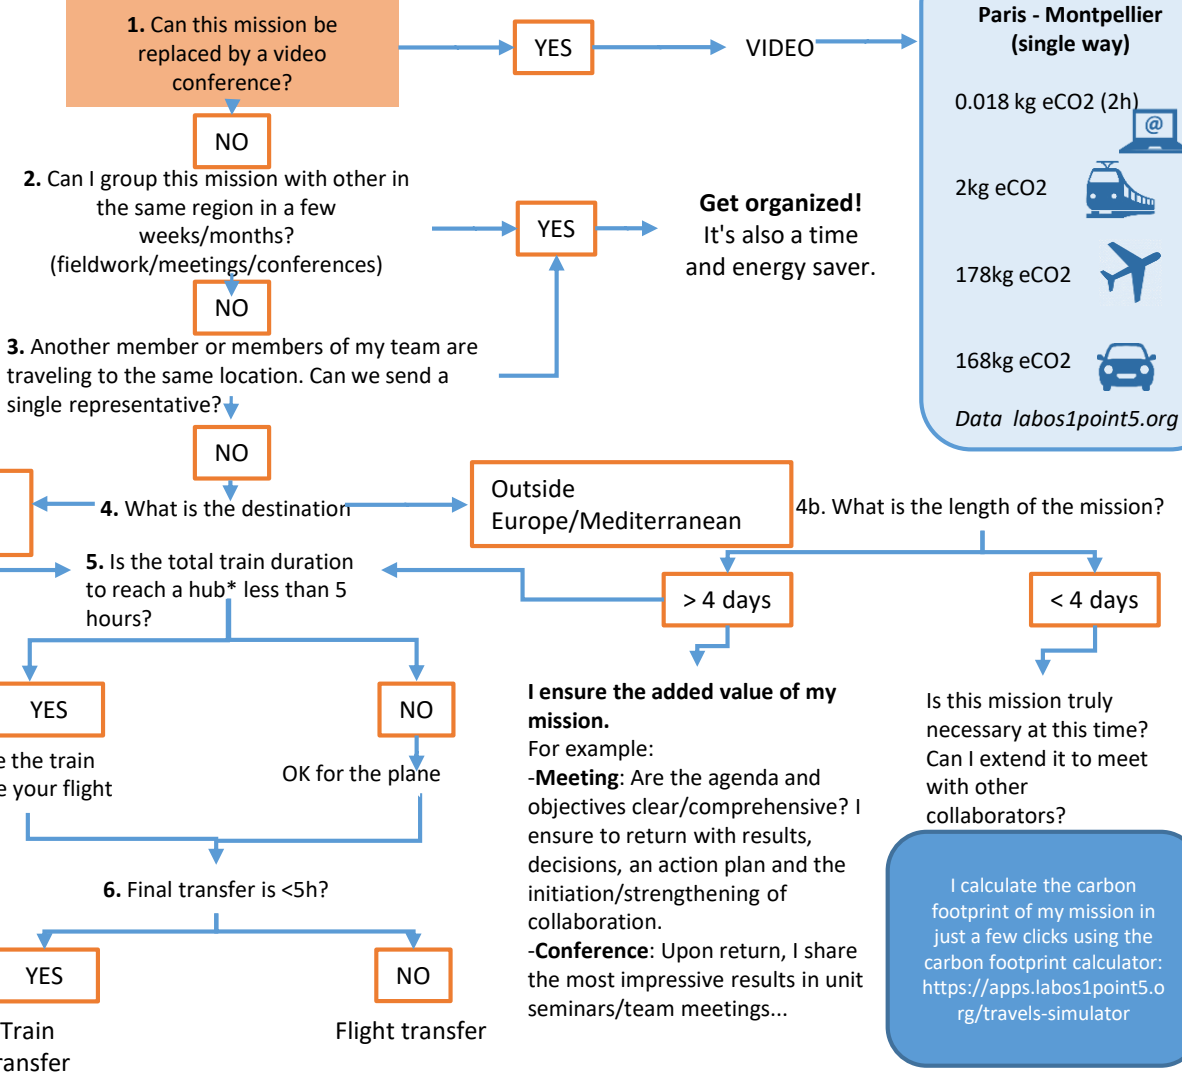 1. Can this mission be
replaced by a video
conference?
YES
VIDEO
Paris - Montpellier
(single way)
0.018 kg eCO2 (2h)
@
2kg eCO2
178kg eCO2
168kg eCO2
Data labos1point5.org
NO
2. Can I group this mission with other in
the same region in a few
weeks/months?
(fieldwork/meetings/conferences)
YES
Get organized!
It's also a time
and energy saver.
NO
3. Another member or members of my team are
traveling to the same location. Can we send a
single representative?
NO
4. What is the destination
Outside
Europe/Mediterranean
4b. What is the length of the mission?
> 4 days
< 4 days
5. Is the total train duration
to reach a hub* less than 5
hours?
YES
NO
e the train
e your flight
OK for the plane
I ensure the added value of my
mission.
For example:
-Meeting: Are the agenda and
objectives clear/comprehensive? I
ensure to return with results,
decisions, an action plan and the
initiation/strengthening of
collaboration.
-Conference: Upon return, I share
the most impressive results in unit
seminars/team meetings...
Is this mission truly
necessary at this time?
Can I extend it to meet
with other
collaborators?
I calculate the carbon
footprint of my mission in
just a few clicks using the
carbon footprint calculator:
https://apps.labos1point5.o
rg/travels-simulator
6. Final transfer is <5h?
YES
NO
Train
ransfer
Flight transfer